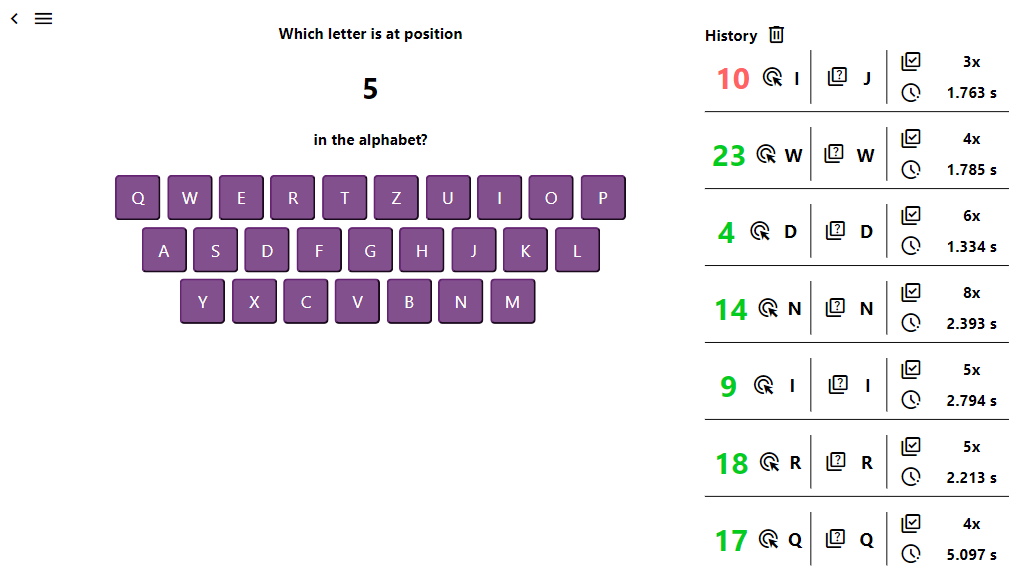 Which letter is at position
5
in the alphabet?
Q W E R T Z U I O P
A S D F G H J K L
Y X C V B N M
History
10 I J 3x
1.763 s
23 W W 4x
1.785 s
4 D D 6x
1.334 s
14 N N 8x
2.393 s
9 I I 5x
2.794 s
18 R R 5x
2.213 s
17 Q Q 4x
5.097 s